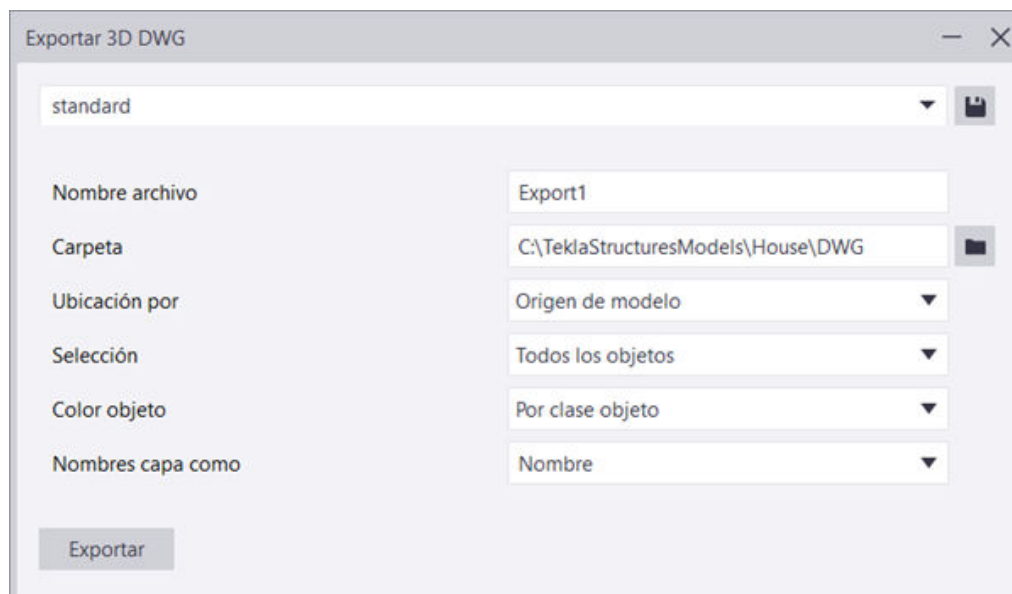 Exportar 3D DWG
standard
Nombre archivo Export1
Carpeta C:\TeklaStructuresModels\House\DWG
Ubicación por Origen de modelo
Selección Todos los objetos
Color objeto Por clase objeto
Nombres capa como Nombre
Exportar